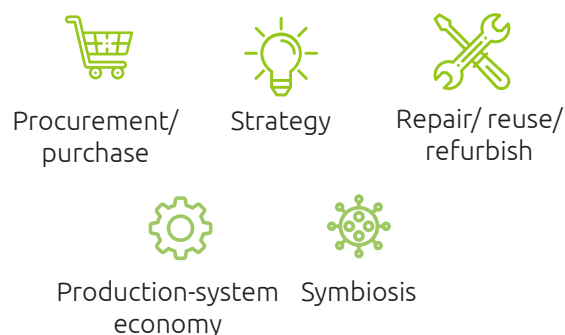 Procurement/
purchase
Strategy
Repair/ reuse/
refurbish
Production-system
economy
Symbiosis